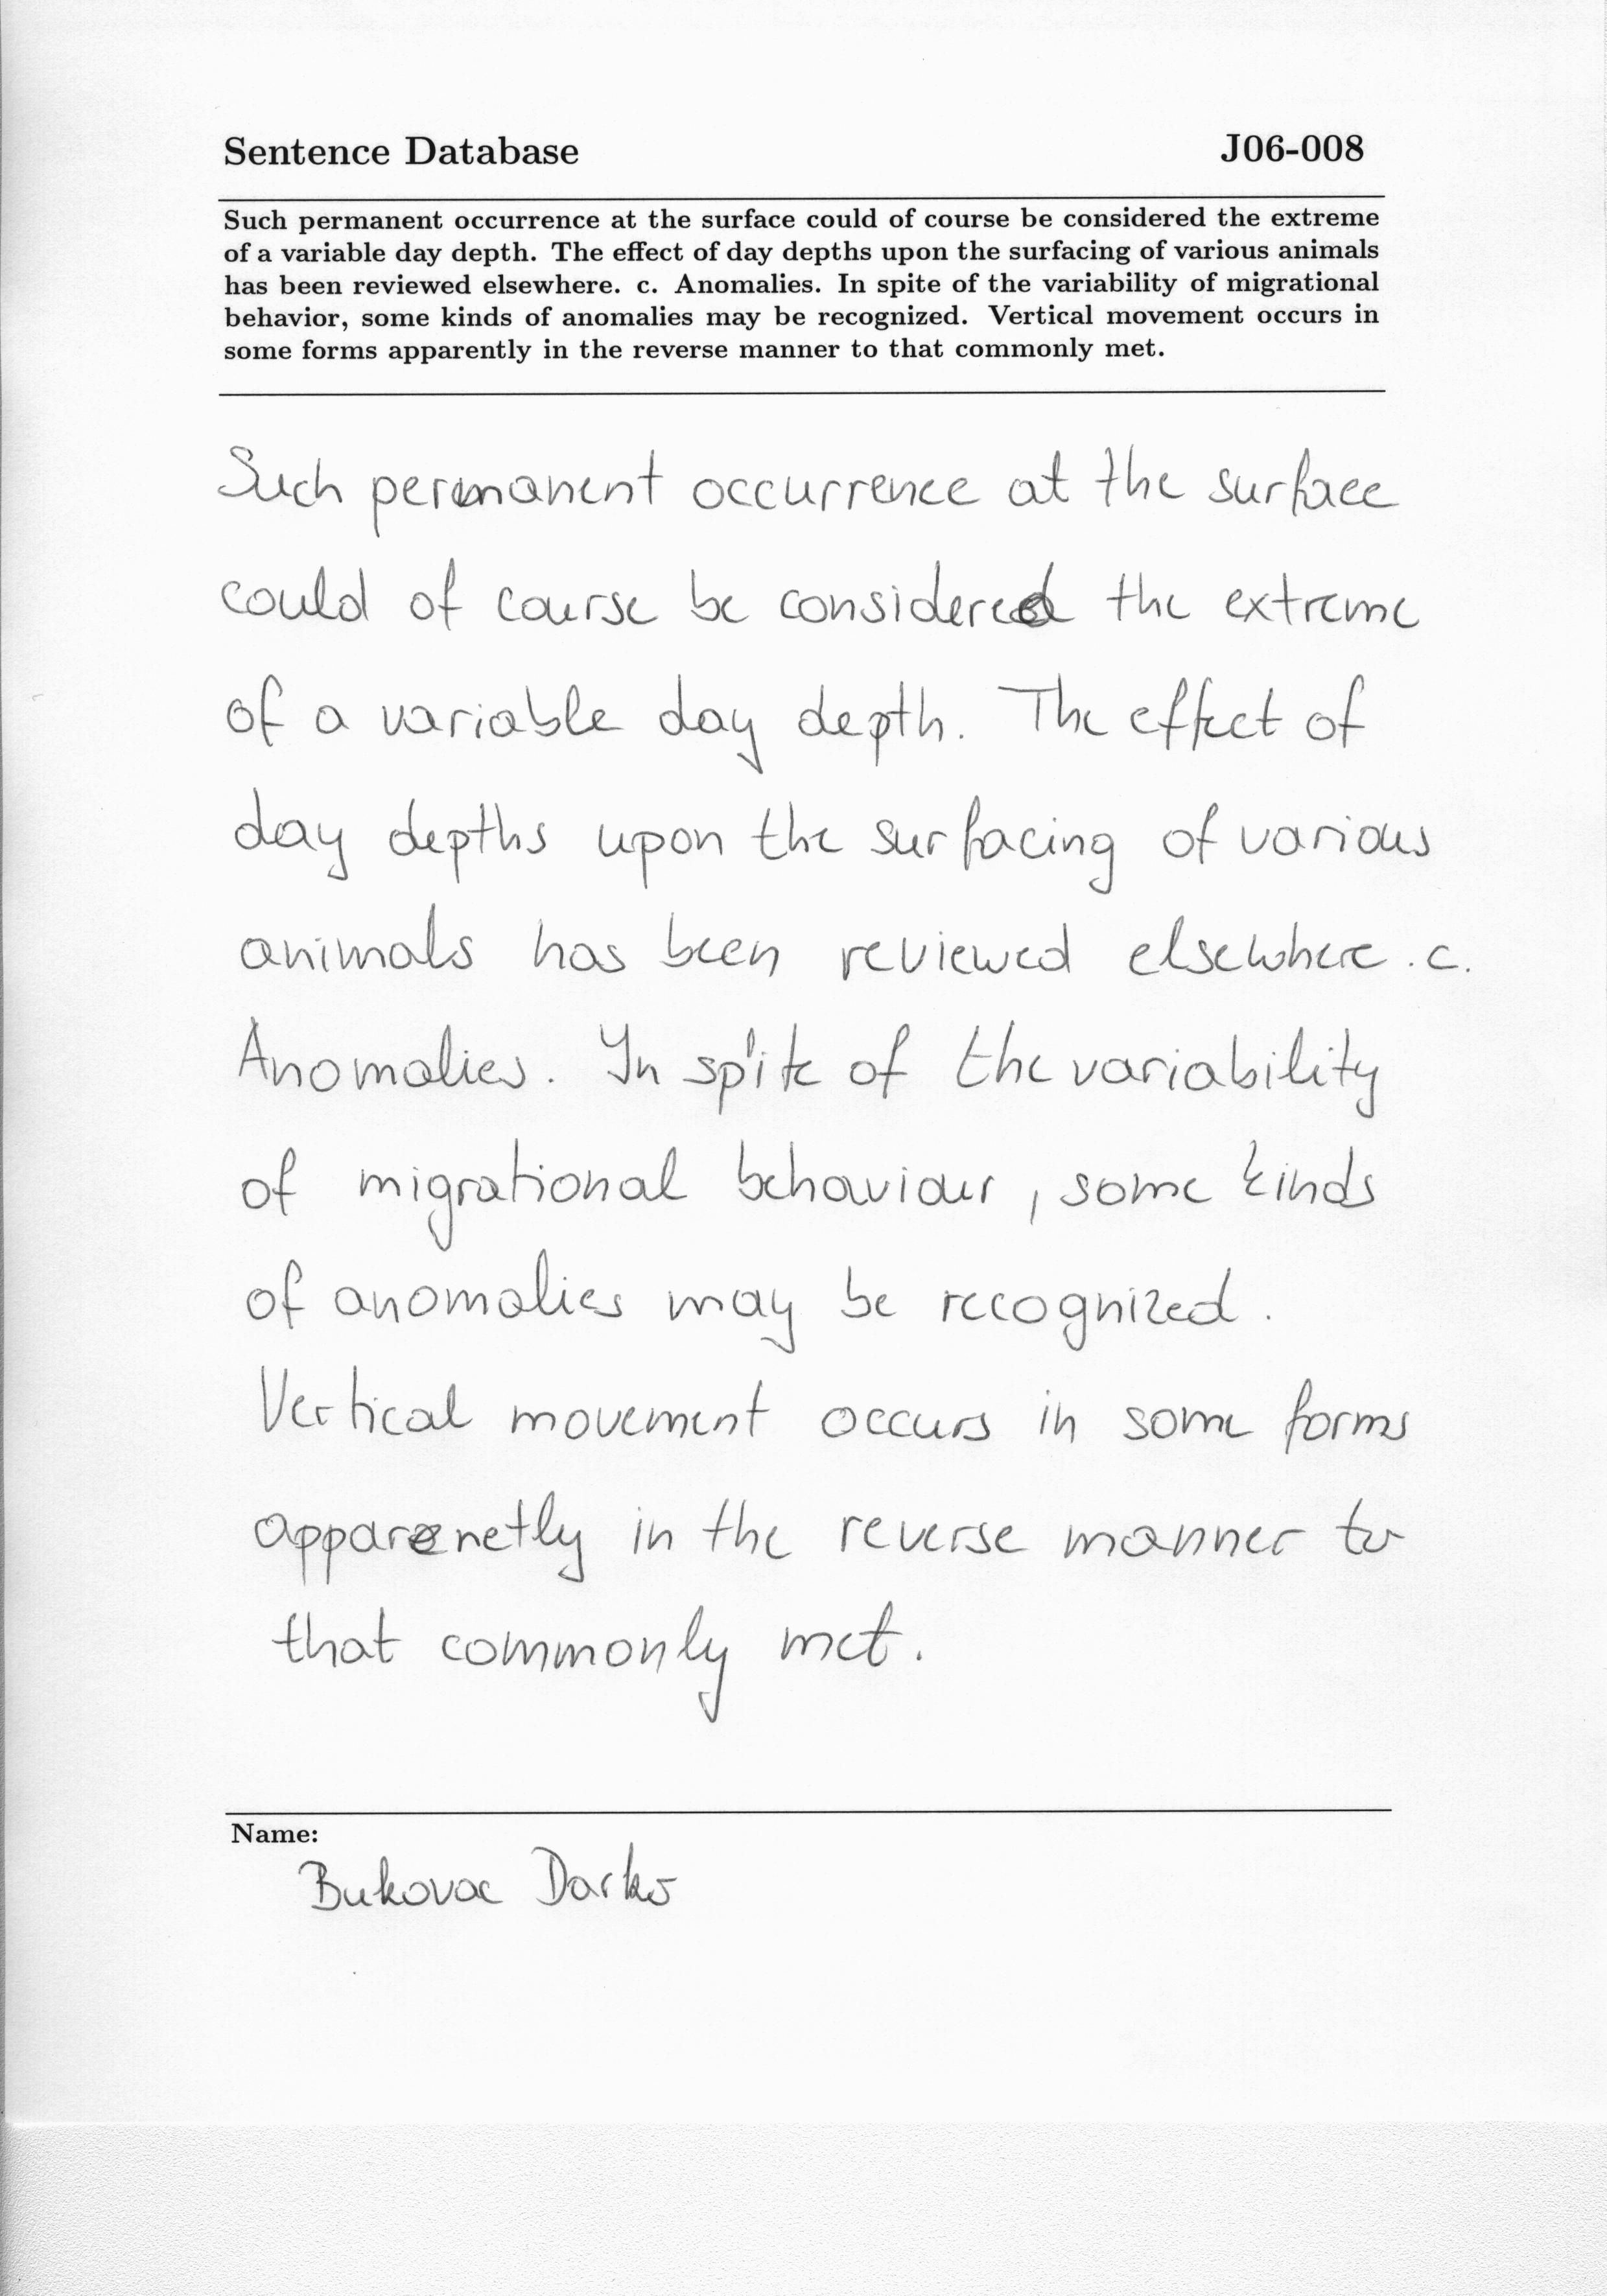 Sentence Database J06-008
Such permanent occurrence at the surface could of course be considered the extreme
of a variable day depth. The effect of day depths upon the surfacing of various animals
has been reviewed elsewhere. c. Anomalies. In spite of the variability of migrational
behavior, some kinds of anomalies may be recognized. Vertical movement occurs in
some forms apparently in the reverse manner to that commonly met.
Such permanent occurrence at the surface
could of course be considered the extreme
of a variable day depth. The effect of
day depths upon the surfacing of various
animals has been reviewed elsewhere. c.
Anomalies. In spite of the variability
of migrational behaviour, some kinds
of anomalies may be recognized.
Vertical movement occurs in some forms
apparenetly in the reverse manner to
that commonly met.
Name:
Bukovac Darko